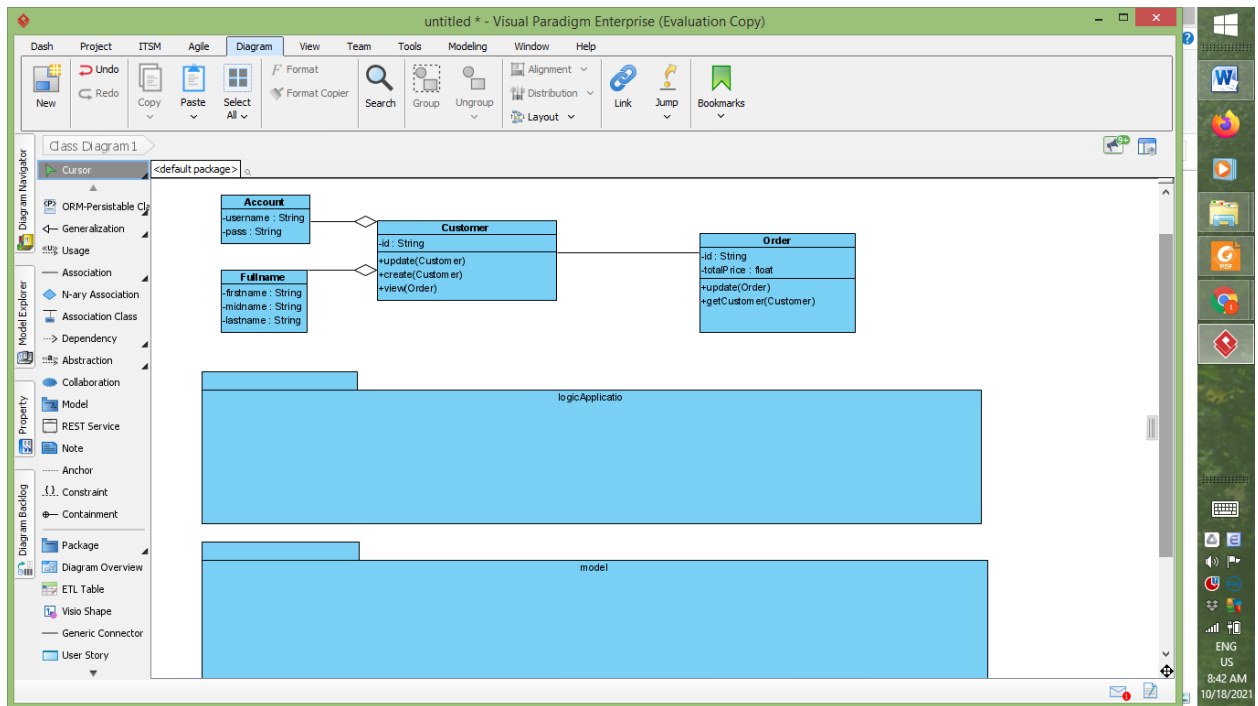 untitled * - Visual Paradigm Enterprise (Evaluation Copy)
Dash Project ITSM Agile Diagram View Team Tools Modeling Window Help
New
Undo
Redo
Copy
Paste
Select All
Format
Format Copier
Search
Group
Ungroup
Alignment
Distribution
Layout
Link
Jump
Bookmarks
Class Diagram1
9+
Diagram Navigator
Model Explorer
Property
Diagram Backlog
Cursor
ORM-Persistable Cla
Generalization
Usage
Association
N-ary Association
Association Class
Dependency
Abstraction
Collaboration
Model
REST Service
Note
Anchor
Constraint
Containment
Package
Diagram Overview
ETL Table
Visio Shape
Generic Connector
User Story
<default package>
Account
-username : String
-pass : String
Fullname
-firstname : String
-midname : String
-lastname : String
Customer
-id : String
+update(Customer)
+create(Customer)
+view(Order)
Order
-id : String
-totalPrice : float
+update(Order)
+getCustomer(Customer)
logicApplicatio
model
PDF
ENG
US
8:42 AM
10/18/2021